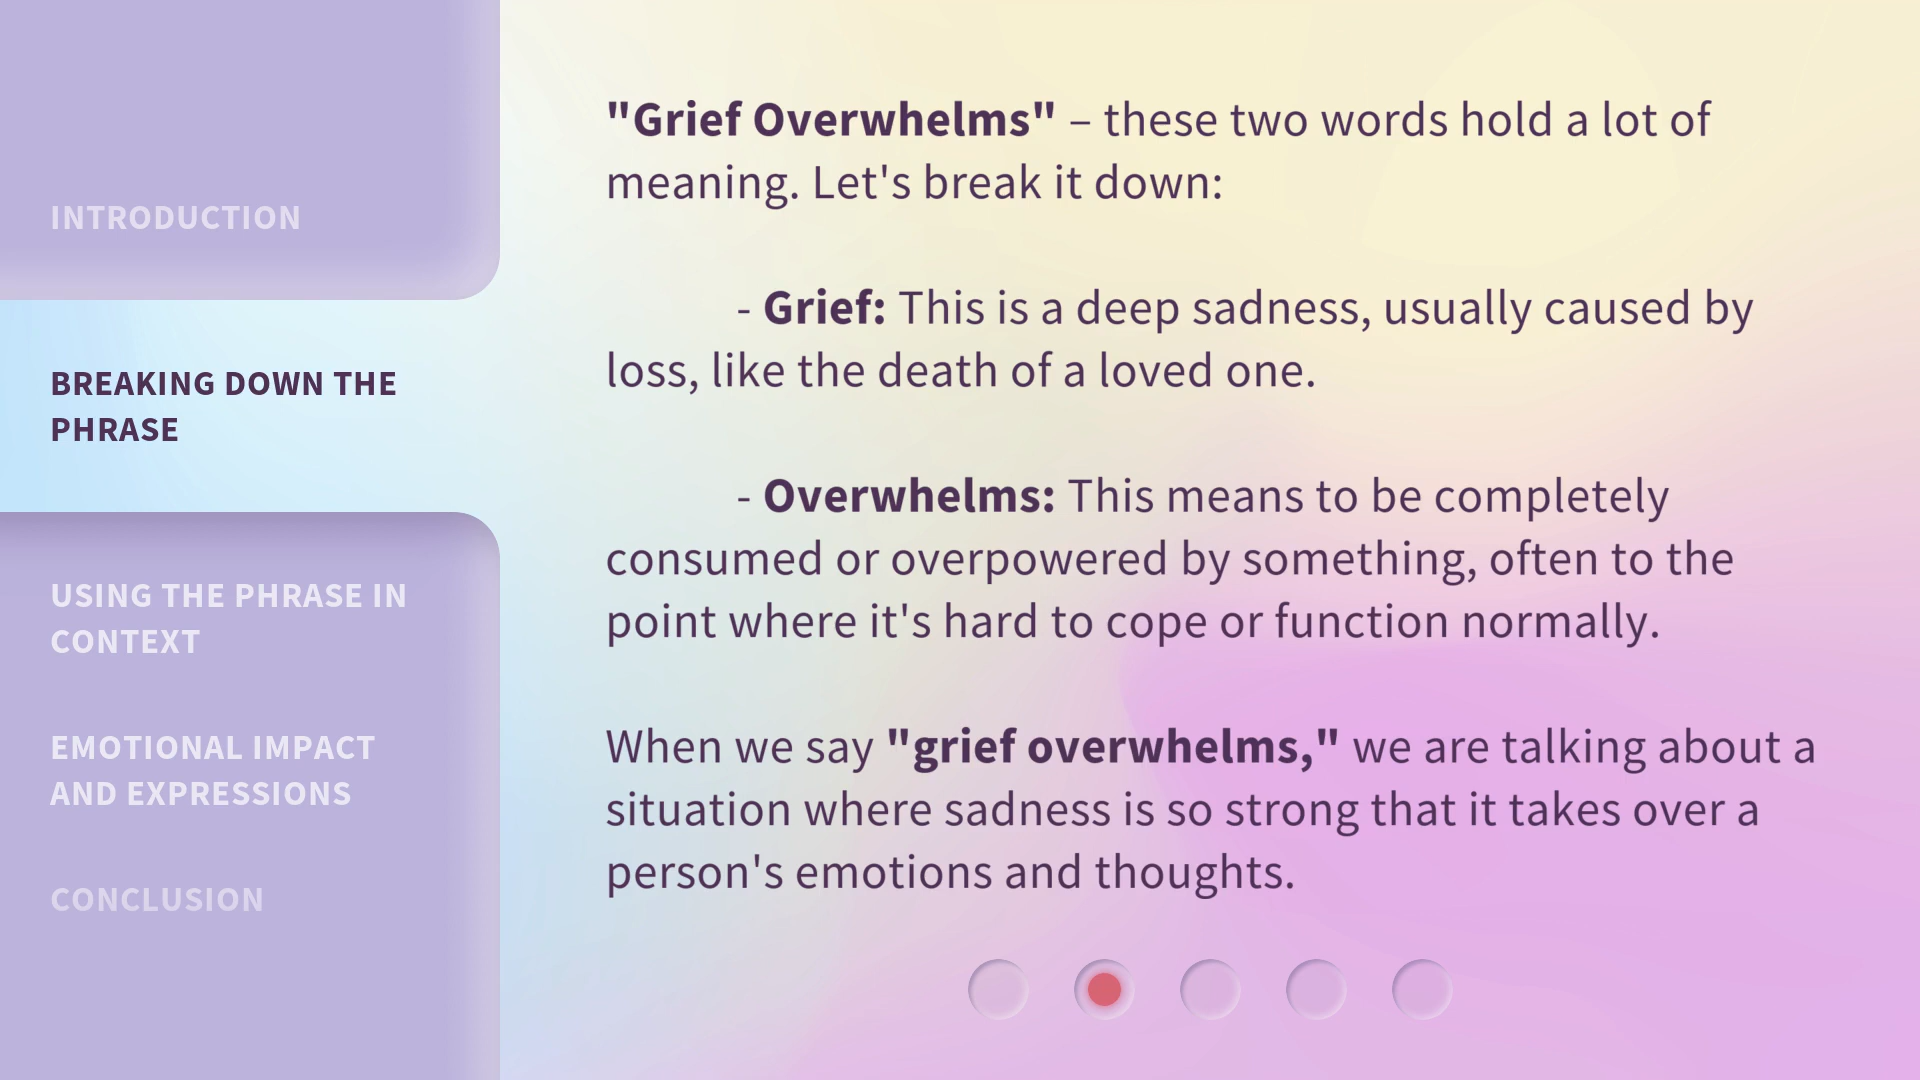 INTRODUCTION
BREAKING DOWN THE
PHRASE
USING THE PHRASE IN
CONTEXT
EMOTIONAL IMPACT
AND EXPRESSIONS
CONCLUSION
"Grief Overwhelms" – these two words hold a lot of
meaning. Let's break it down:
- Grief: This is a deep sadness, usually caused by
loss, like the death of a loved one.
- Overwhelms: This means to be completely
consumed or overpowered by something, often to the
point where it's hard to cope or function normally.
When we say "grief overwhelms," we are talking about a
situation where sadness is so strong that it takes over a
person's emotions and thoughts.